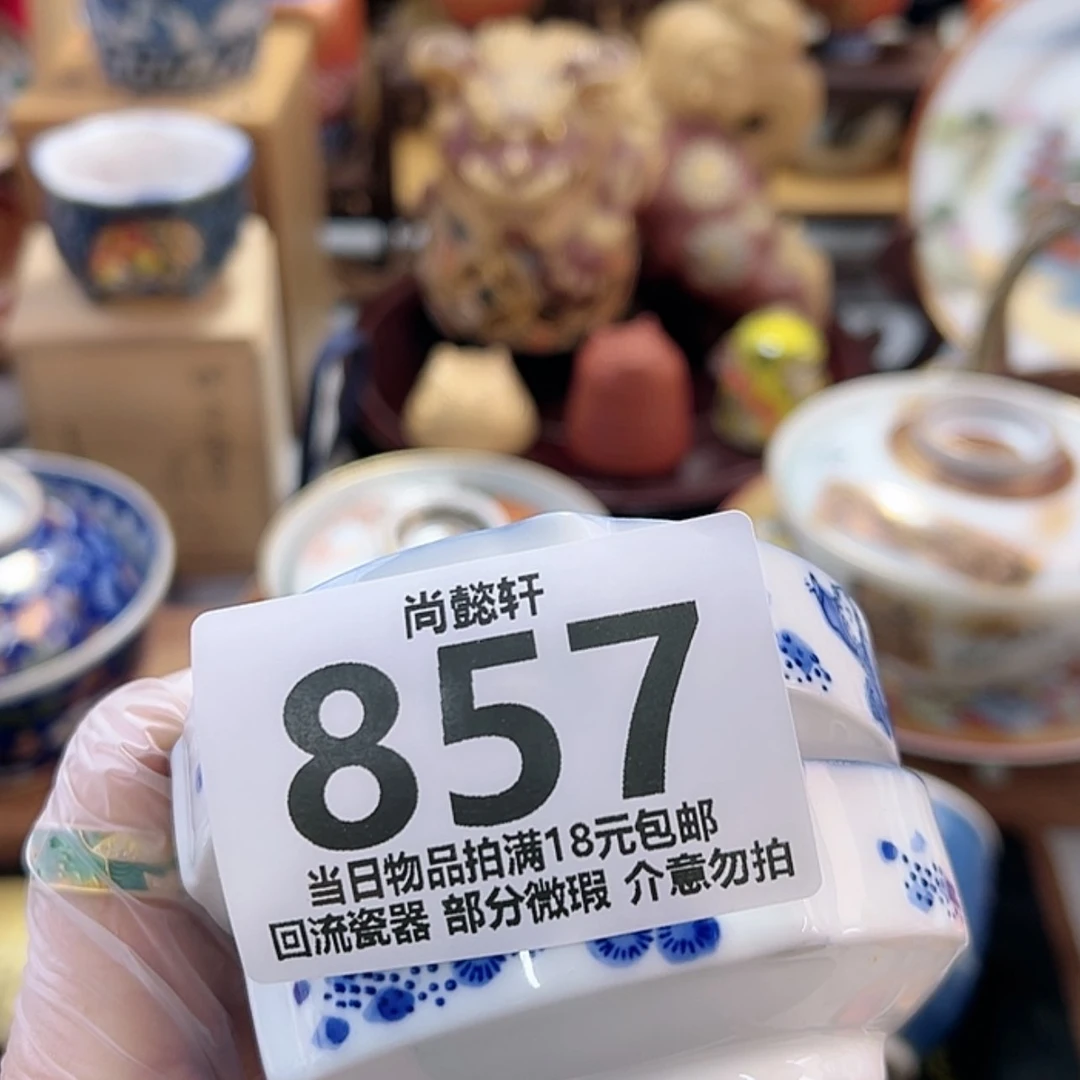 尚懿轩
857
当日物品拍满18元包邮
回流瓷器 部分微瑕 介意勿拍